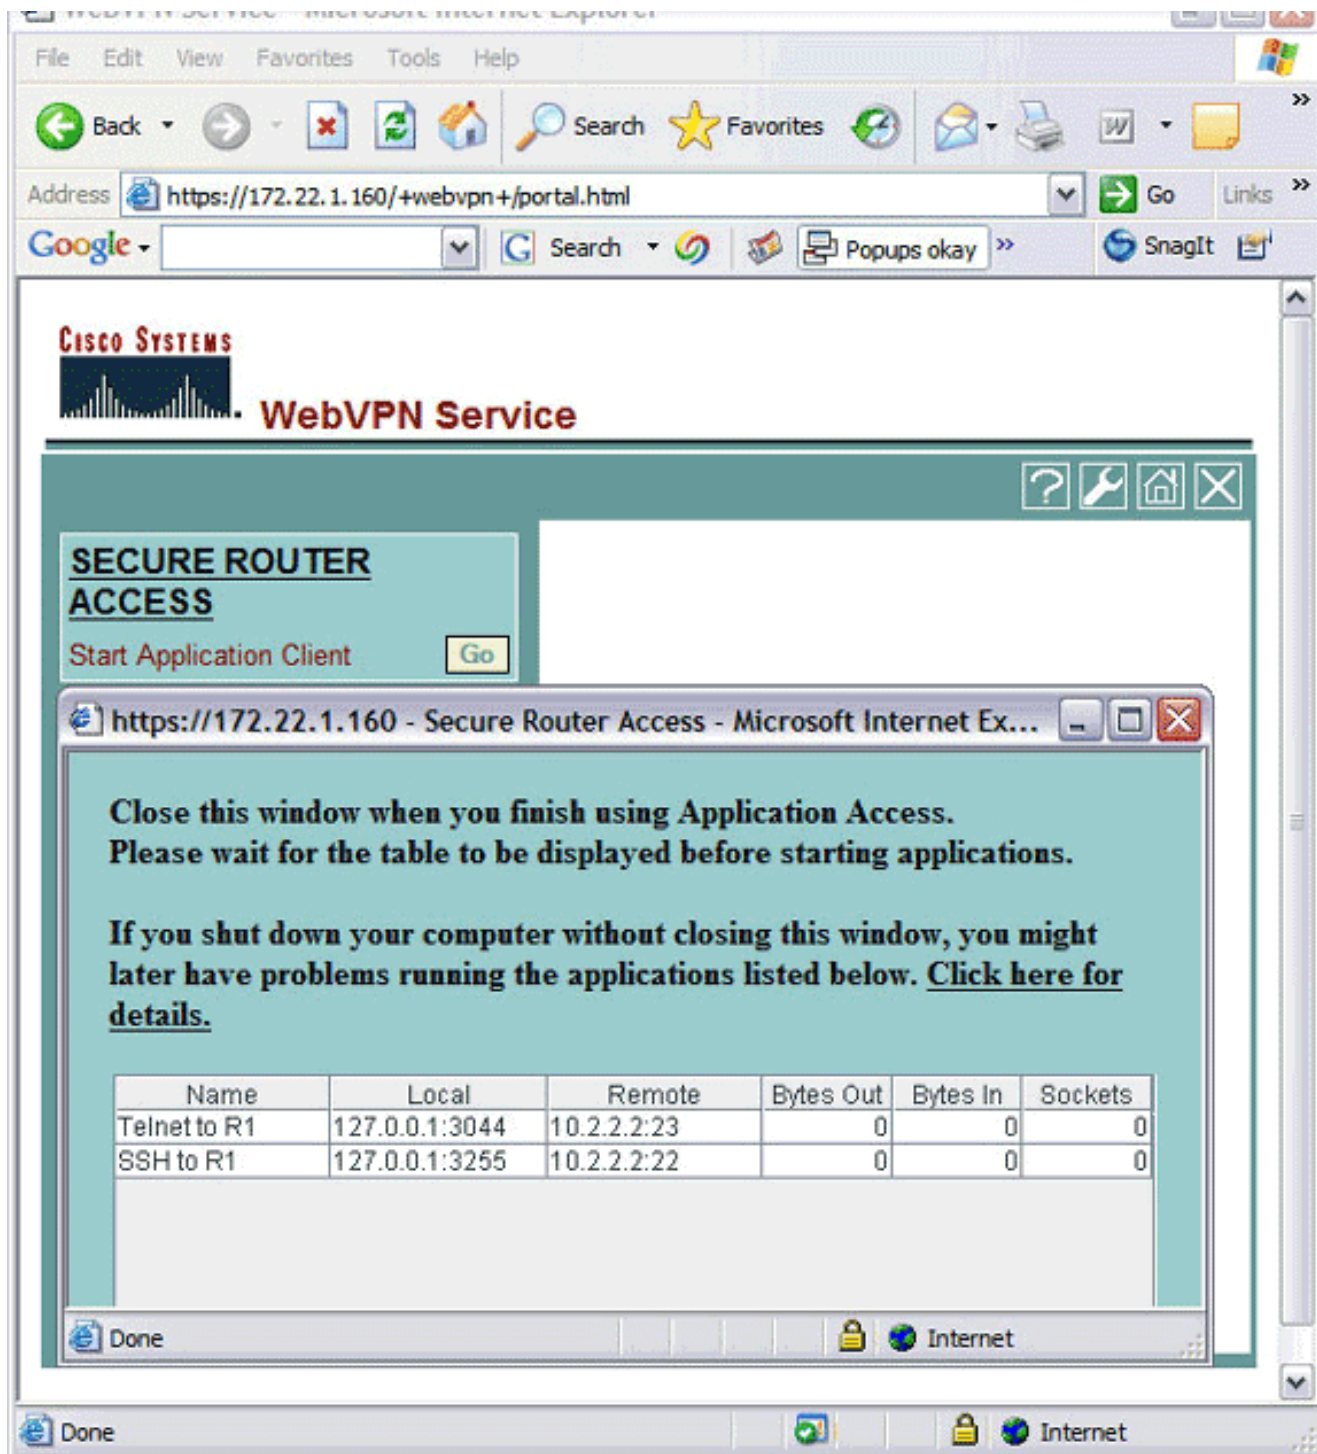 WebVPN Service - Microsoft Internet Explorer
File Edit View Favorites Tools Help
Back Search Favorites
Address https://172.22.1.160/+webvpn+/portal.html Go Links
Google Search Popups okay SnagIt
CISCO SYSTEMS
WebVPN Service
SECURE ROUTER
ACCESS
Start Application Client Go
https://172.22.1.160 - Secure Router Access - Microsoft Internet Ex...
Close this window when you finish using Application Access.
Please wait for the table to be displayed before starting applications.
If you shut down your computer without closing this window, you might
later have problems running the applications listed below. Click here for
details.
Name Local Remote Bytes Out Bytes In Sockets
Telnet to R1 127.0.0.1:3044 10.2.2.2:23 0 0 0
SSH to R1 127.0.0.1:3255 10.2.2.2:22 0 0 0
Done Internet
Done Internet